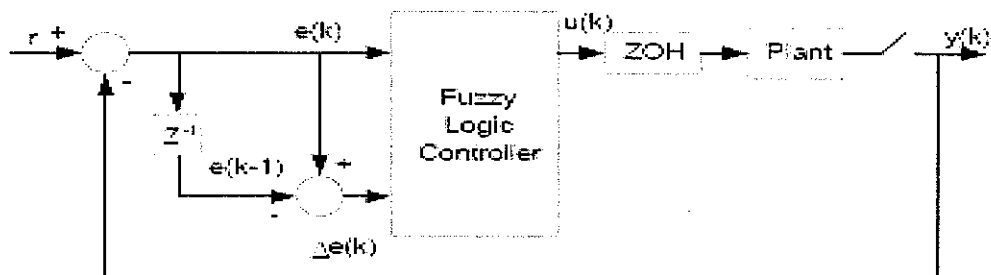 r
+
-
e(k)
Z⁻¹
e(k-1)
+
-
Δe(k)
Fuzzy
Logic
Controller
u(k)
ZOH
Plant
y(k)